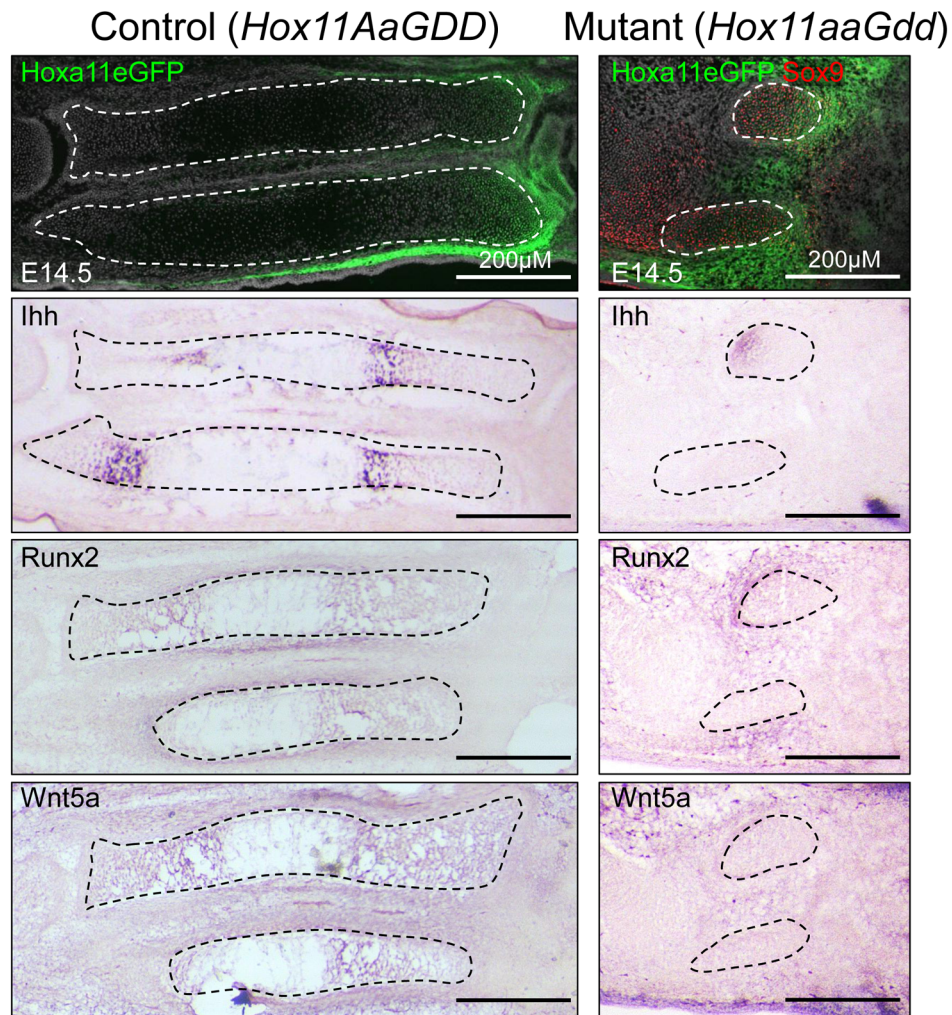 Control (Hox11AaGDD)
Mutant (Hox11aaGdd)
Hoxa11eGFP
E14.5
200µM
Hoxa11eGFP Sox9
E14.5
200µM
Ihh
Ihh
Runx2
Runx2
Wnt5a
Wnt5a